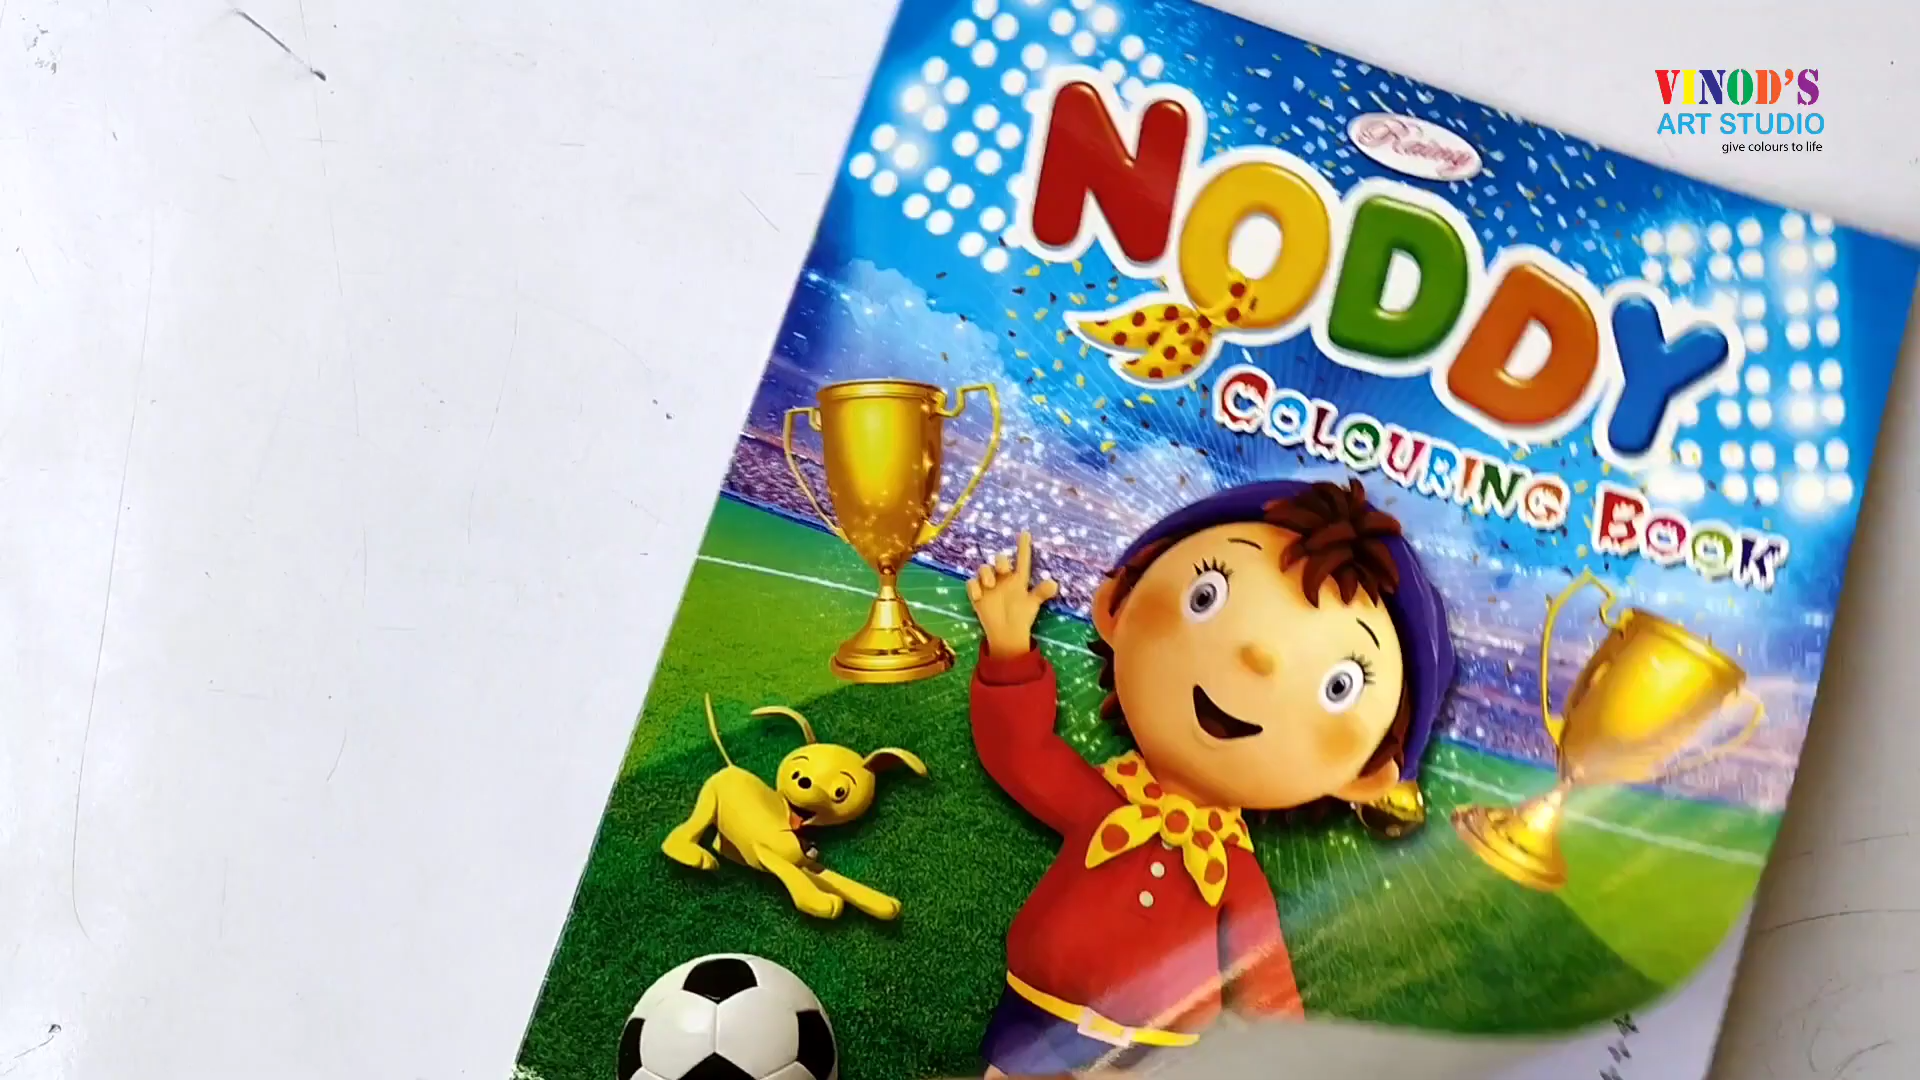 VINOD'S
ART STUDIO
give colours to life
Rainy
NODDY
COLOURING BOOK